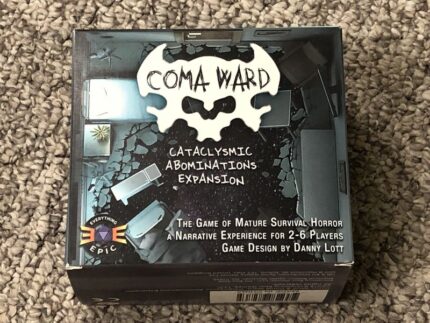 COMA WARD
CATACLYSMIC
ABOMINATIONS
EXPANSION
THE GAME OF MATURE SURVIVAL HORROR
A NARRATIVE EXPERIENCE FOR 2-6 PLAYERS
GAME DESIGN BY DANNY LOTT
EVERYTHING
EPIC